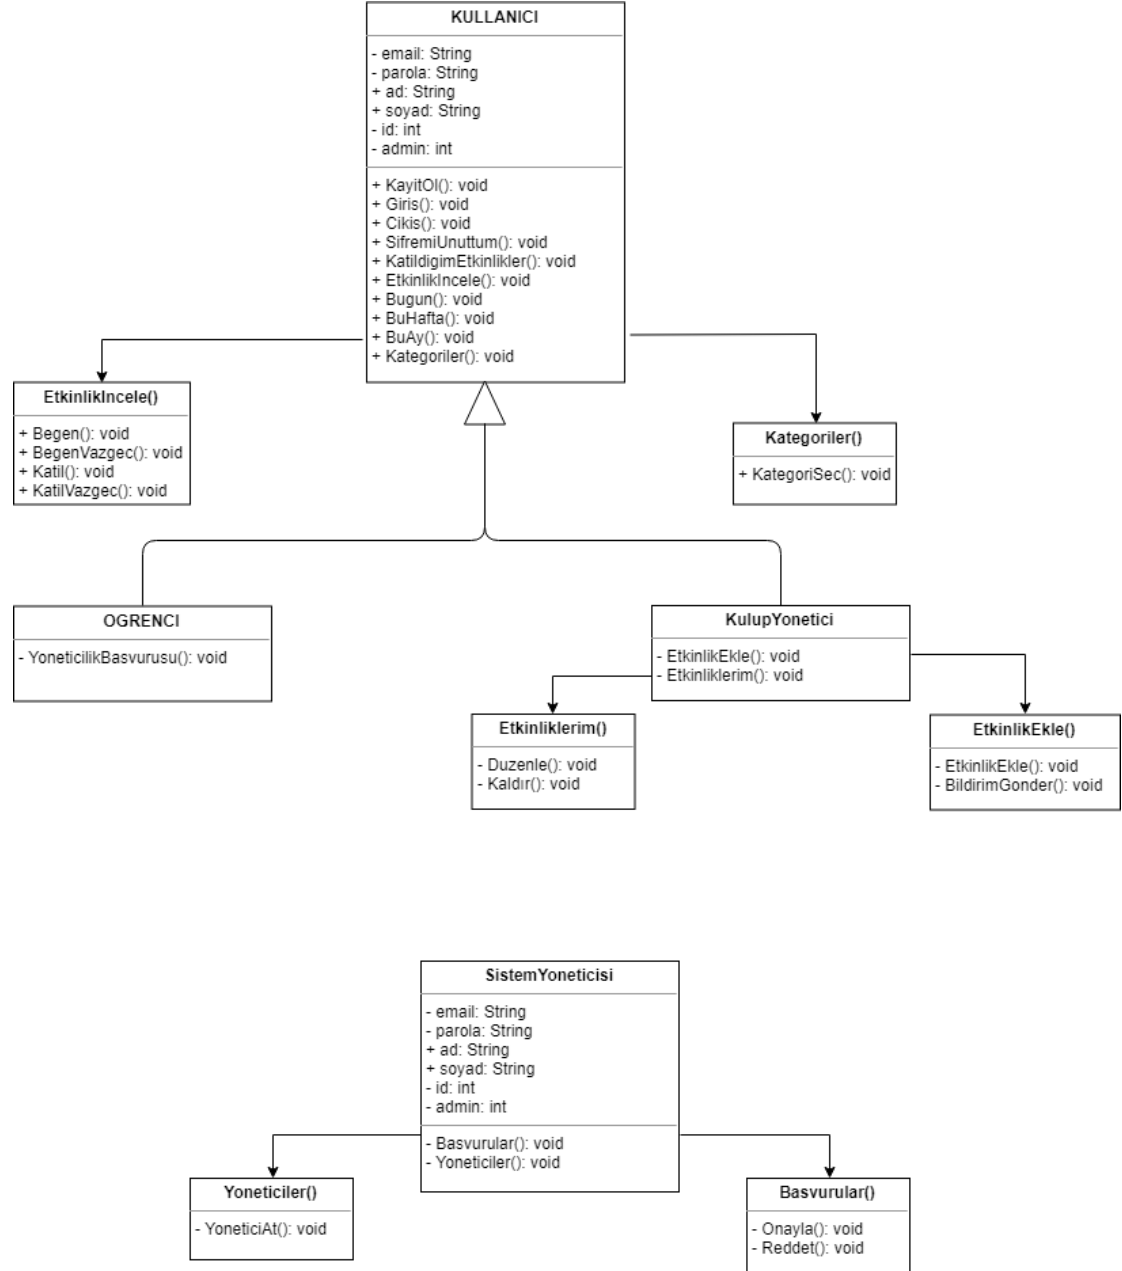 KULLANICI
- email: String
- parola: String
+ ad: String
+ soyad: String
- id: int
- admin: int
+ KayitOl(): void
+ Giris(): void
+ Cikis(): void
+ SifremiUnuttum(): void
+ KatildigimEtkinlikler(): void
+ EtkinlikIncele(): void
+ Bugun(): void
+ BuHafta(): void
+ BuAy(): void
+ Kategoriler(): void
EtkinlikIncele()
+ Begen(): void
+ BegenVazgec(): void
+ Katil(): void
+ KatilVazgec(): void
Kategoriler()
+ KategoriSec(): void
OGRENCI
- YoneticilikBasvurusu(): void
KulupYonetici
- EtkinlikEkle(): void
- Etkinliklerim(): void
Etkinliklerim()
- Duzenle(): void
- Kaldır(): void
EtkinlikEkle()
- EtkinlikEkle(): void
- BildirimGonder(): void
SistemYoneticisi
- email: String
- parola: String
+ ad: String
+ soyad: String
- id: int
- admin: int
- Basvurular(): void
- Yoneticiler(): void
Yoneticiler()
- YoneticiAt(): void
Basvurular()
- Onayla(): void
- Reddet(): void